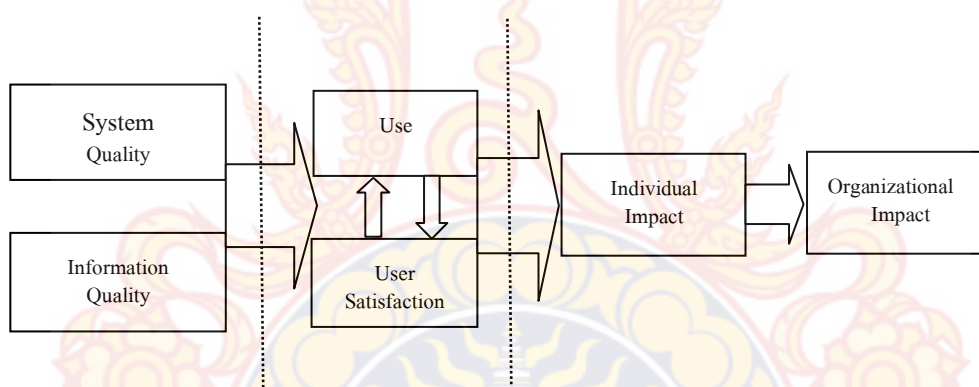 System
Quality
Information
Quality
Use
User
Satisfaction
Individual
Impact
Organizational
Impact